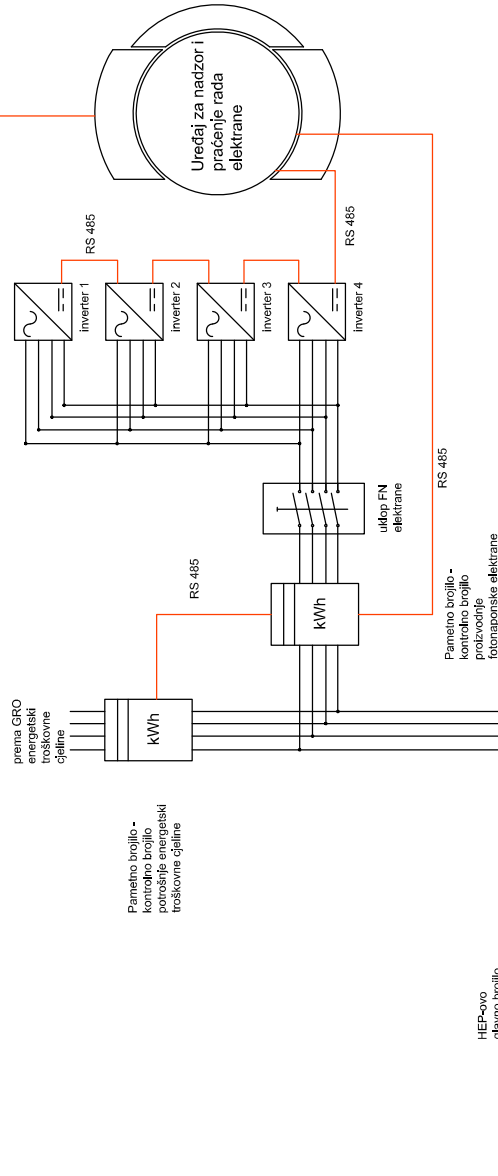 Uređaj za nadzor i
praćenje rada
elektrane
RS 485
RS 485
inverter 1
inverter 2
inverter 3
inverter 4
uklop FN
elektrane
RS 485
RS 485
kWh
Pametno brojilo -
kontrolno brojilo
proizvodnje
fotonaponske elektrane
prema GRO
energetski
troškovne
cjeline
kWh
Pametno brojilo -
kontrolno brojilo
potrošnje energetski
troškovne cjeline
HEP-ovo
glavno brojilo